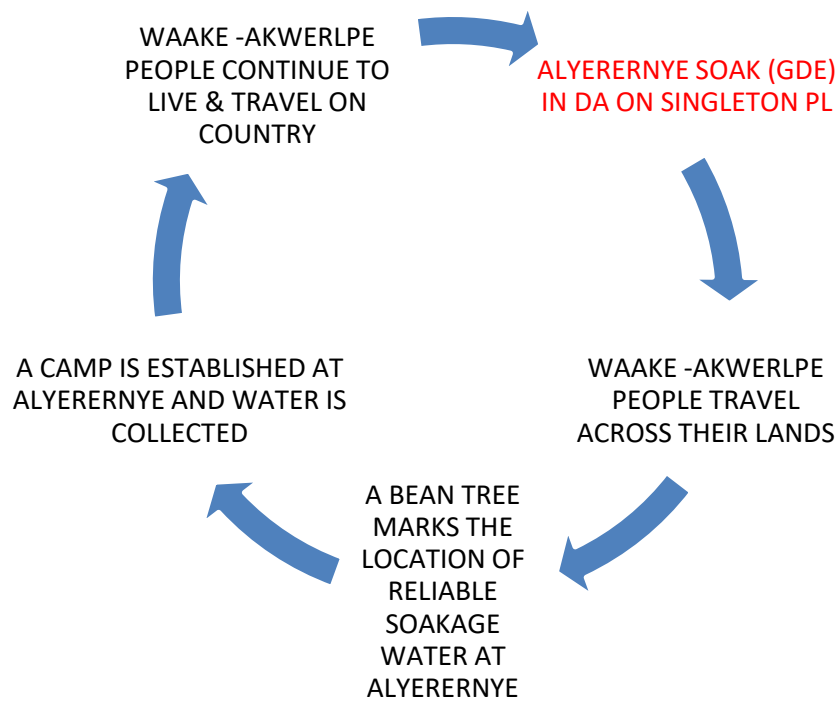 WAAKE -AKWERLPE
PEOPLE CONTINUE TO
LIVE & TRAVEL ON
COUNTRY
ALYERERNYE SOAK (GDE)
IN DA ON SINGLETON PL
WAAKE -AKWERLPE
PEOPLE TRAVEL
ACROSS THEIR LANDS
A BEAN TREE
MARKS THE
LOCATION OF
RELIABLE
SOAKAGE
WATER AT
ALYERERNYE
A CAMP IS ESTABLISHED AT
ALYERERNYE AND WATER IS
COLLECTED